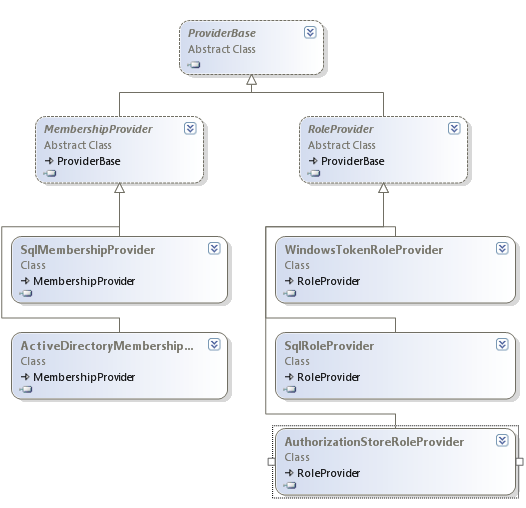 ProviderBase
Abstract Class
MembershipProvider
Abstract Class
ProviderBase
RoleProvider
Abstract Class
ProviderBase
SqlMembershipProvider
Class
MembershipProvider
WindowsTokenRoleProvider
Class
RoleProvider
ActiveDirectoryMembership...
Class
MembershipProvider
SqlRoleProvider
Class
RoleProvider
AuthorizationStoreRoleProvider
Class
RoleProvider